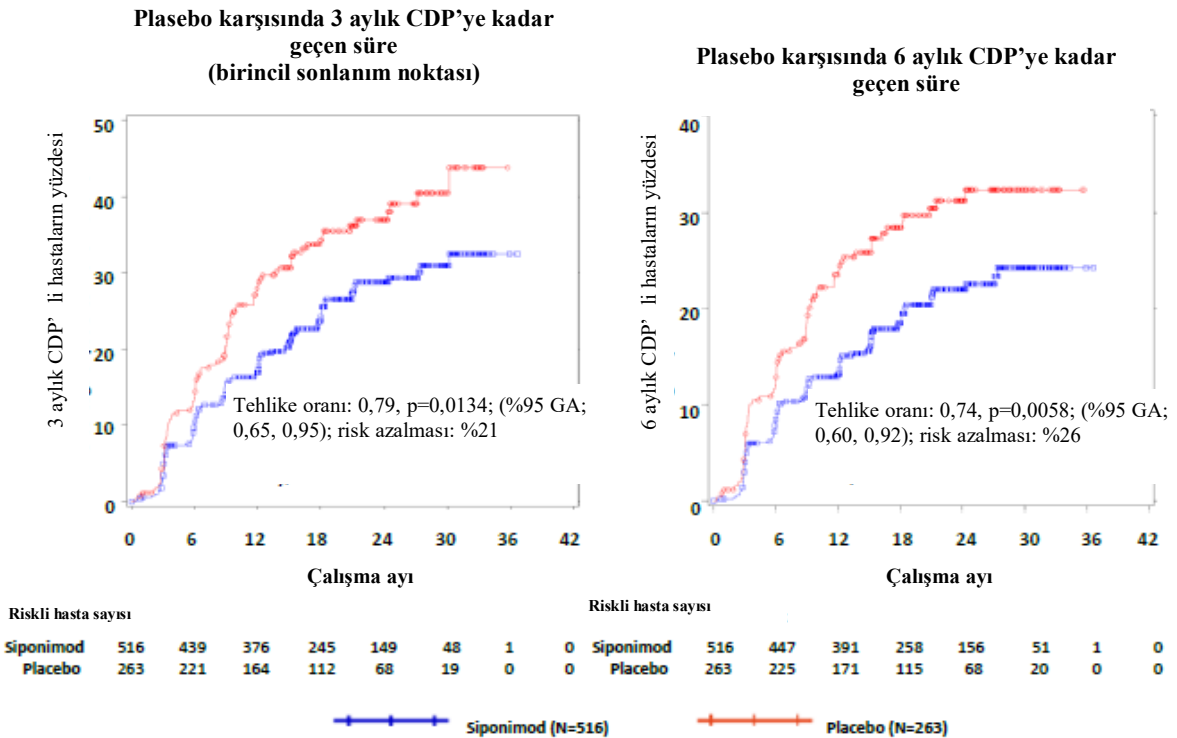 Plasebo karşısında 3 aylık CDP’ye kadar
geçen süre
(birincil sonlanım noktası)
3 aylık CDP’ li hastaların yüzdesi
50
40
30
20
10
0
Tehlike oranı: 0,79, p=0,0134; (%95 GA;
0,65, 0,95); risk azalması: %21
0 6 12 18 24 30 36 42
Çalışma ayı
Plasebo karşısında 6 aylık CDP’ye kadar
geçen süre
6 aylık CDP’ li hastaların yüzdesi
40
30
20
10
0
Tehlike oranı: 0,74, p=0,0058; (%95 GA;
0,60, 0,92); risk azalması: %26
0 6 12 18 24 30 36 42
Çalışma ayı
Riskli hasta sayısı
Siponimod 516 439 376 245 149 48 1 0
Placebo 263 221 164 112 68 19 0 0
Riskli hasta sayısı
Siponimod 516 447 391 258 156 51 1 0
Placebo 263 225 171 115 68 20 0 0
Siponimod (N=516)
Placebo (N=263)